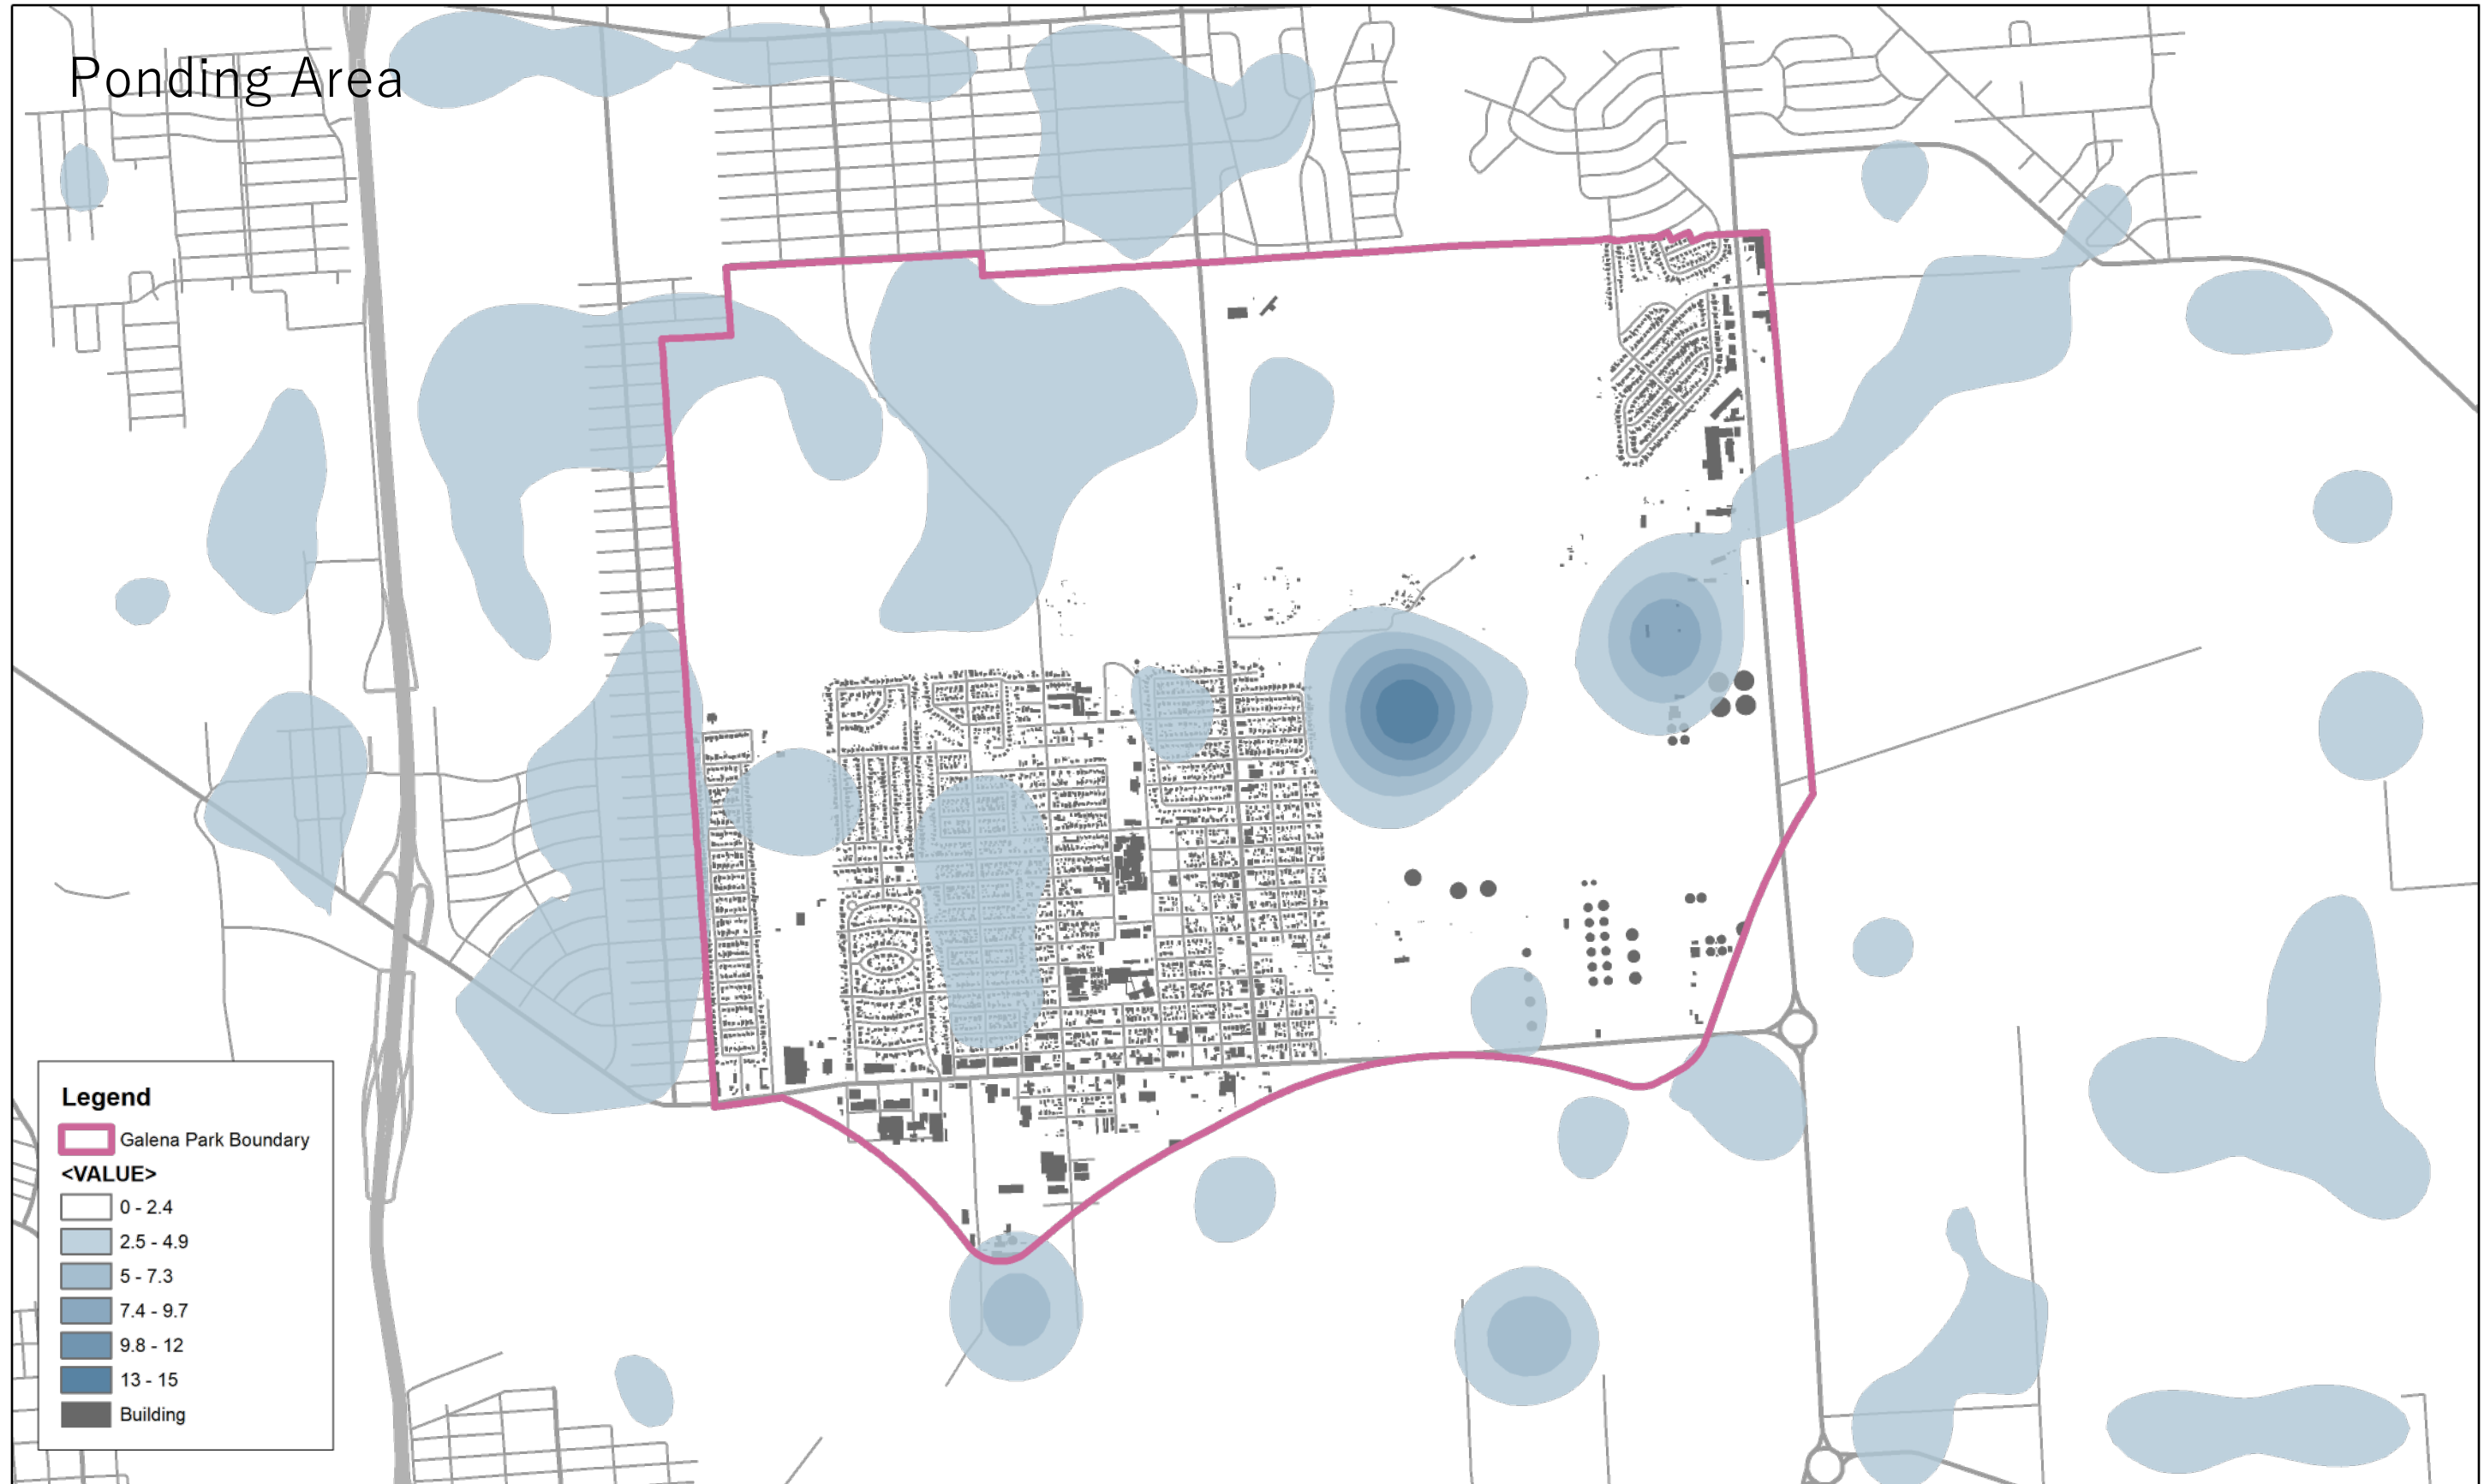 Ponding Area
Legend
Galena Park Boundary
<VALUE>
0 - 2.4
2.5 - 4.9
5 - 7.3
7.4 - 9.7
9.8 - 12
13 - 15
Building